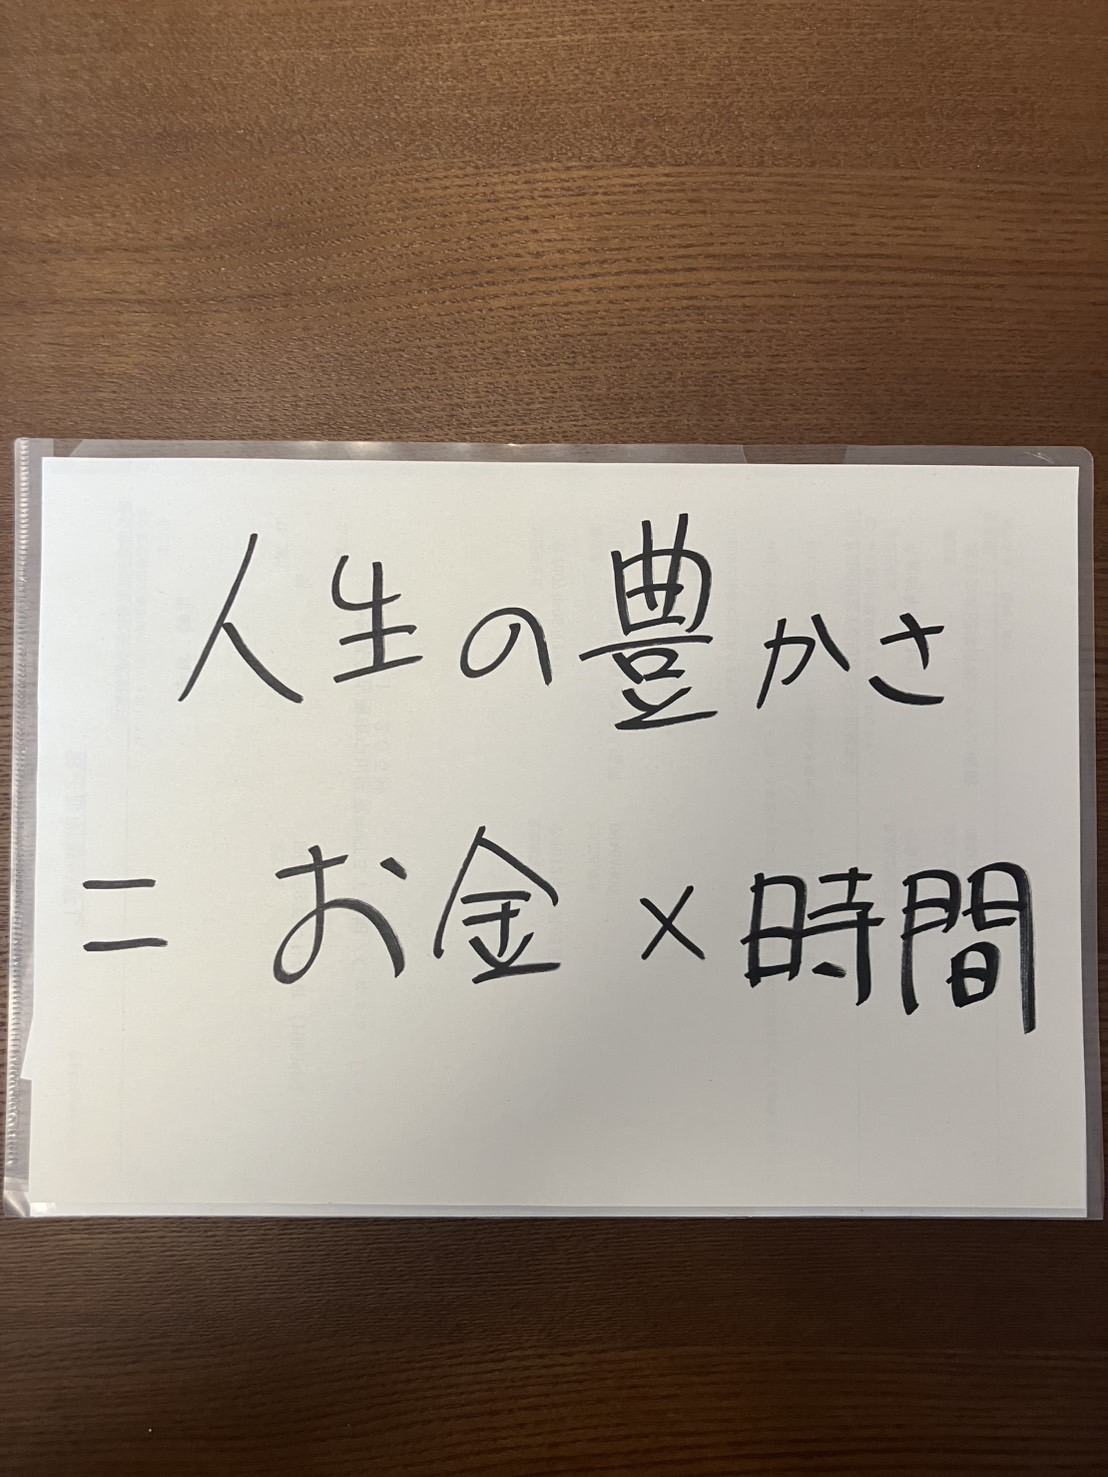 人生の豊かさ
= お金 × 時間